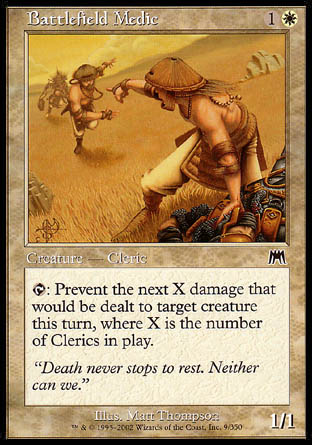 Battlefield Medic 1
Creature — Cleric
: Prevent the next X damage that
would be dealt to target creature
this turn, where X is the number
of Clerics in play.
“Death never stops to rest. Neither
can we.”
Illus. Matt Thompson
™ & © 1993-2002 Wizards of the Coast, Inc. 9/350
1/1